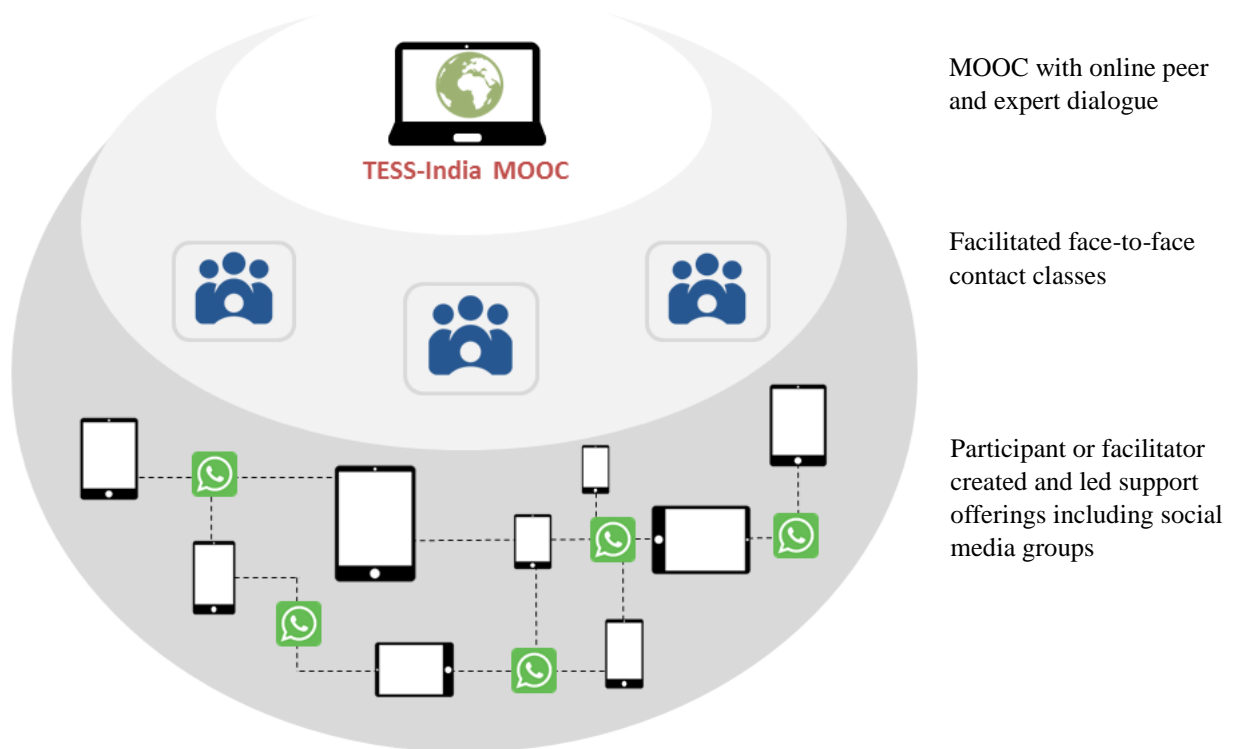 MOOC with online peer
and expert dialogue
TESS-India MOOC
Facilitated face-to-face
contact classes
Participant or facilitator
created and led support
offerings including social
media groups